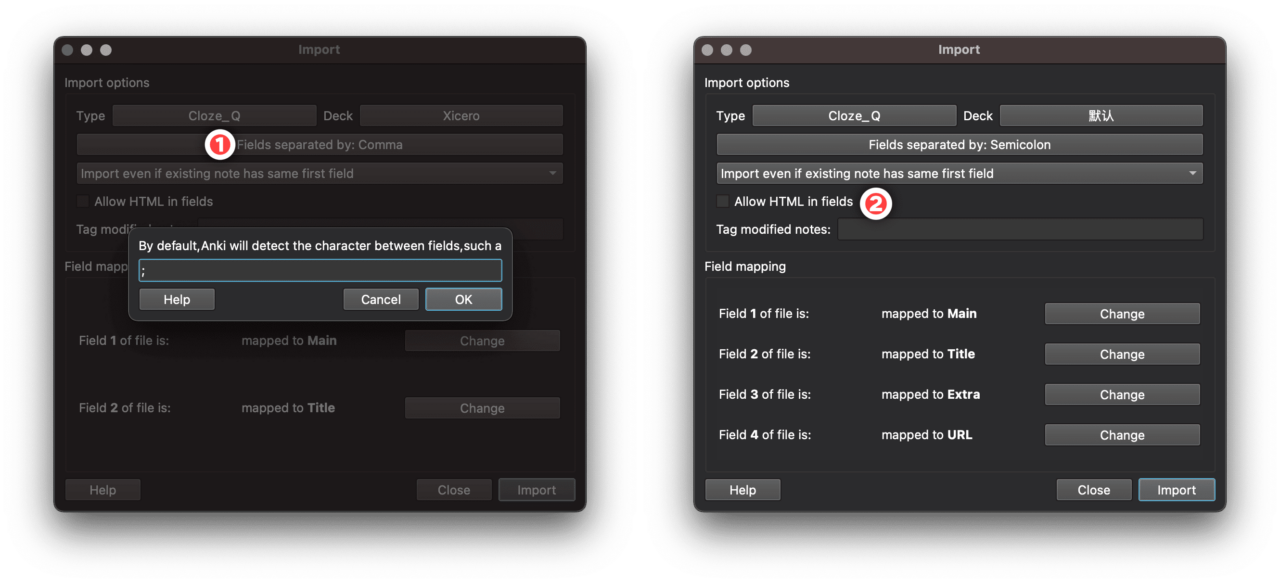 Import
Import options
Type Cloze_Q Deck Xicero
1 Fields separated by: Comma
Import even if existing note has same first field
Allow HTML in fields
Tag modified notes:
By default,Anki will detect the character between fields,such a
;
Help Cancel OK
Field mapp
Field 1 of file is: mapped to Main Change
Field 2 of file is: mapped to Title Change
Help Close Import
Import
Import options
Type Cloze_Q Deck 默认
Fields separated by: Semicolon
Import even if existing note has same first field
Allow HTML in fields 2
Tag modified notes:
Field mapping
Field 1 of file is: mapped to Main Change
Field 2 of file is: mapped to Title Change
Field 3 of file is: mapped to Extra Change
Field 4 of file is: mapped to URL Change
Help Close Import